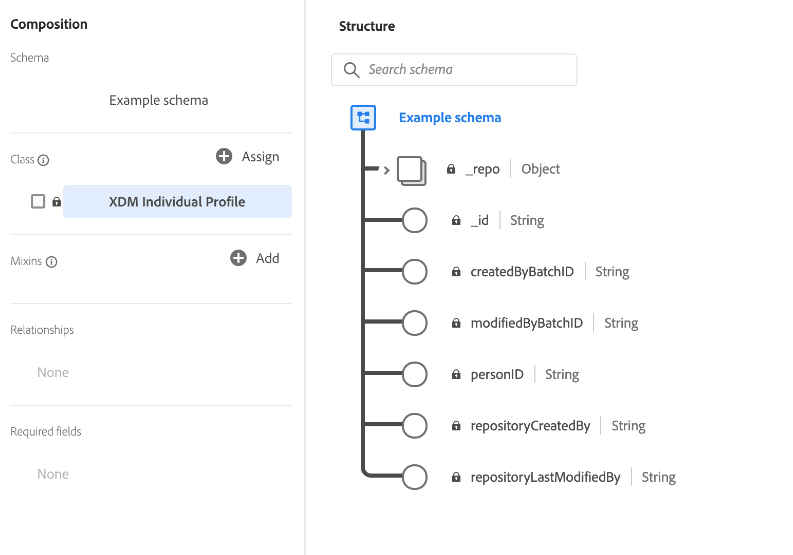 Composition
Schema
Example schema
Class
Assign
XDM Individual Profile
Mixins
Add
Relationships
None
Required fields
None
Structure
Search schema
Example schema
_repo Object
_id String
createdByBatchID String
modifiedByBatchID String
personID String
repositoryCreatedBy String
repositoryLastModifiedBy String